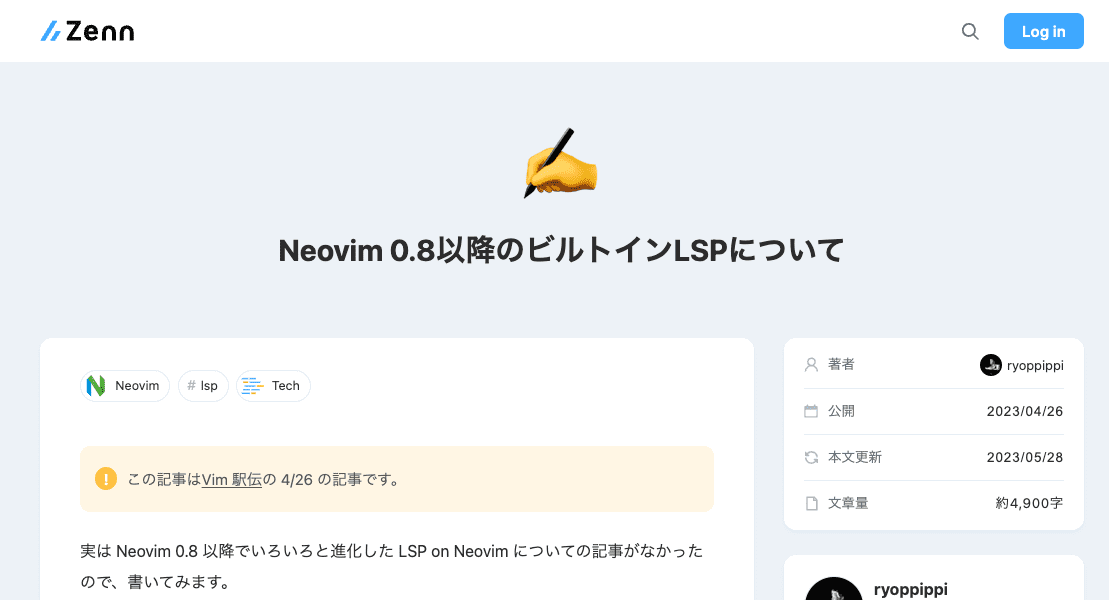 Zenn
Log in
Neovim 0.8以降のビルトインLSPについて
Neovim
# lsp
Tech
この記事はVim 駅伝の 4/26 の記事です。
実は Neovim 0.8 以降でいろいろと進化した LSP on Neovim についての記事がなかった
ので、書いてみます。
著者 ryoppippi
公開 2023/04/26
本文更新 2023/05/28
文章量 約4,900字
ryoppippi